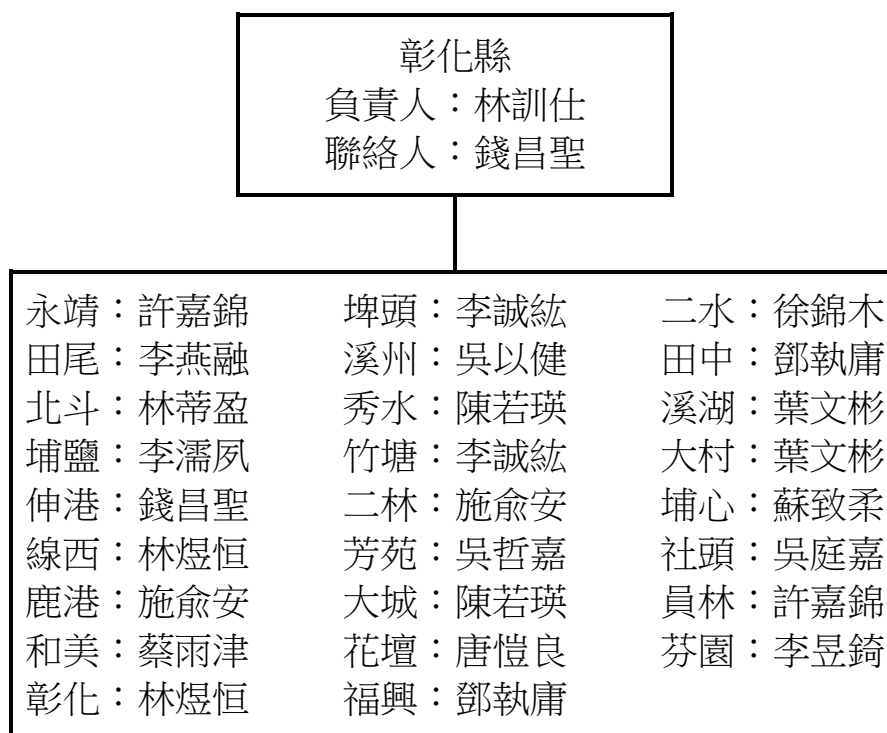 彰化縣
負責人：林訓仕
聯絡人：錢昌聖
永靖：許嘉錦 埤頭：李誠紘 二水：徐錦木
田尾：李燕融 溪州：吳以健 田中：鄧執庸
北斗：林蒂盈 秀水：陳若瑛 溪湖：葉文彬
埔鹽：李濡夙 竹塘：李誠紘 大村：葉文彬
伸港：錢昌聖 二林：施俞安 埔心：蘇致柔
線西：林煜恒 芳苑：吳哲嘉 社頭：吳庭嘉
鹿港：施俞安 大城：陳若瑛 員林：許嘉錦
和美：蔡雨津 花壇：唐愷良 芬園：李昱錡
彰化：林煜恒 福興：鄧執庸